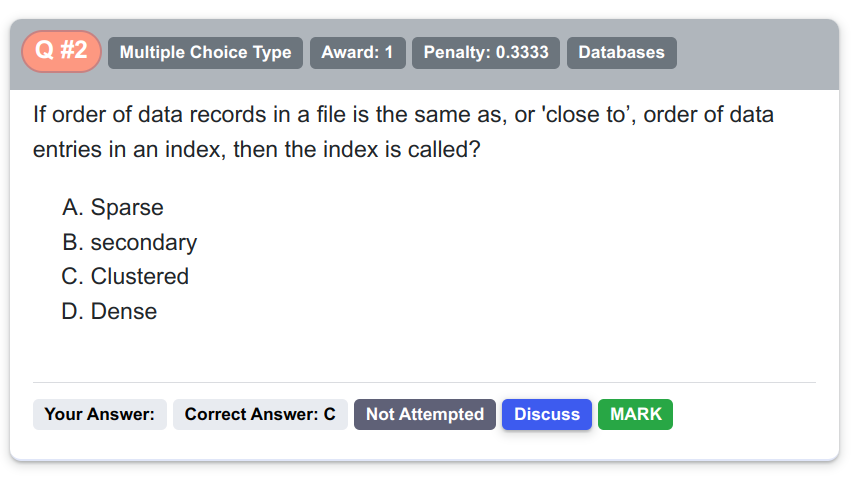 Q #2 Multiple Choice Type Award: 1 Penalty: 0.3333 Databases
If order of data records in a file is the same as, or 'close to’, order of data
entries in an index, then the index is called?
A. Sparse
B. secondary
C. Clustered
D. Dense
Your Answer: Correct Answer: C Not Attempted Discuss MARK